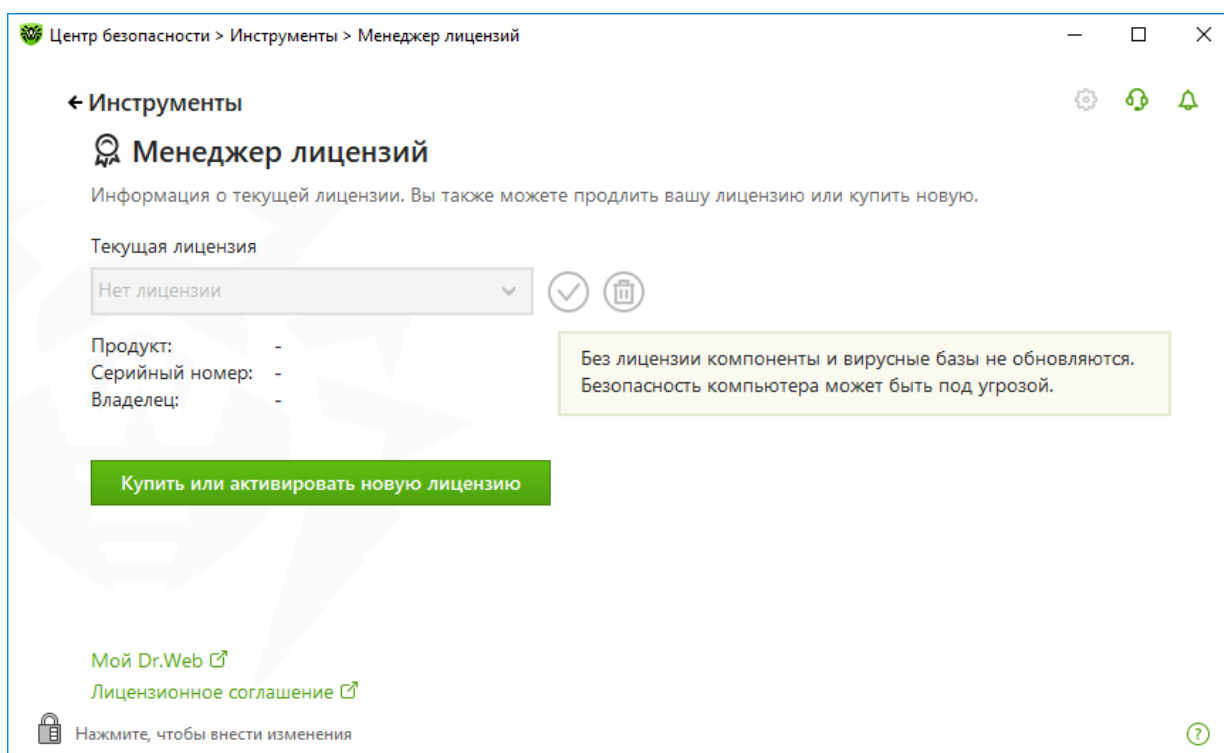 Центр безопасности > Инструменты > Менеджер лицензий
Инструменты
Менеджер лицензий
Информация о текущей лицензии. Вы также можете продлить вашу лицензию или купить новую.
Текущая лицензия
Нет лицензии
Продукт: -
Серийный номер: -
Владелец: -
Без лицензии компоненты и вирусные базы не обновляются.
Безопасность компьютера может быть под угрозой.
Купить или активировать новую лицензию
Мой Dr.Web
Лицензионное соглашение
Нажмите, чтобы внести изменения
?